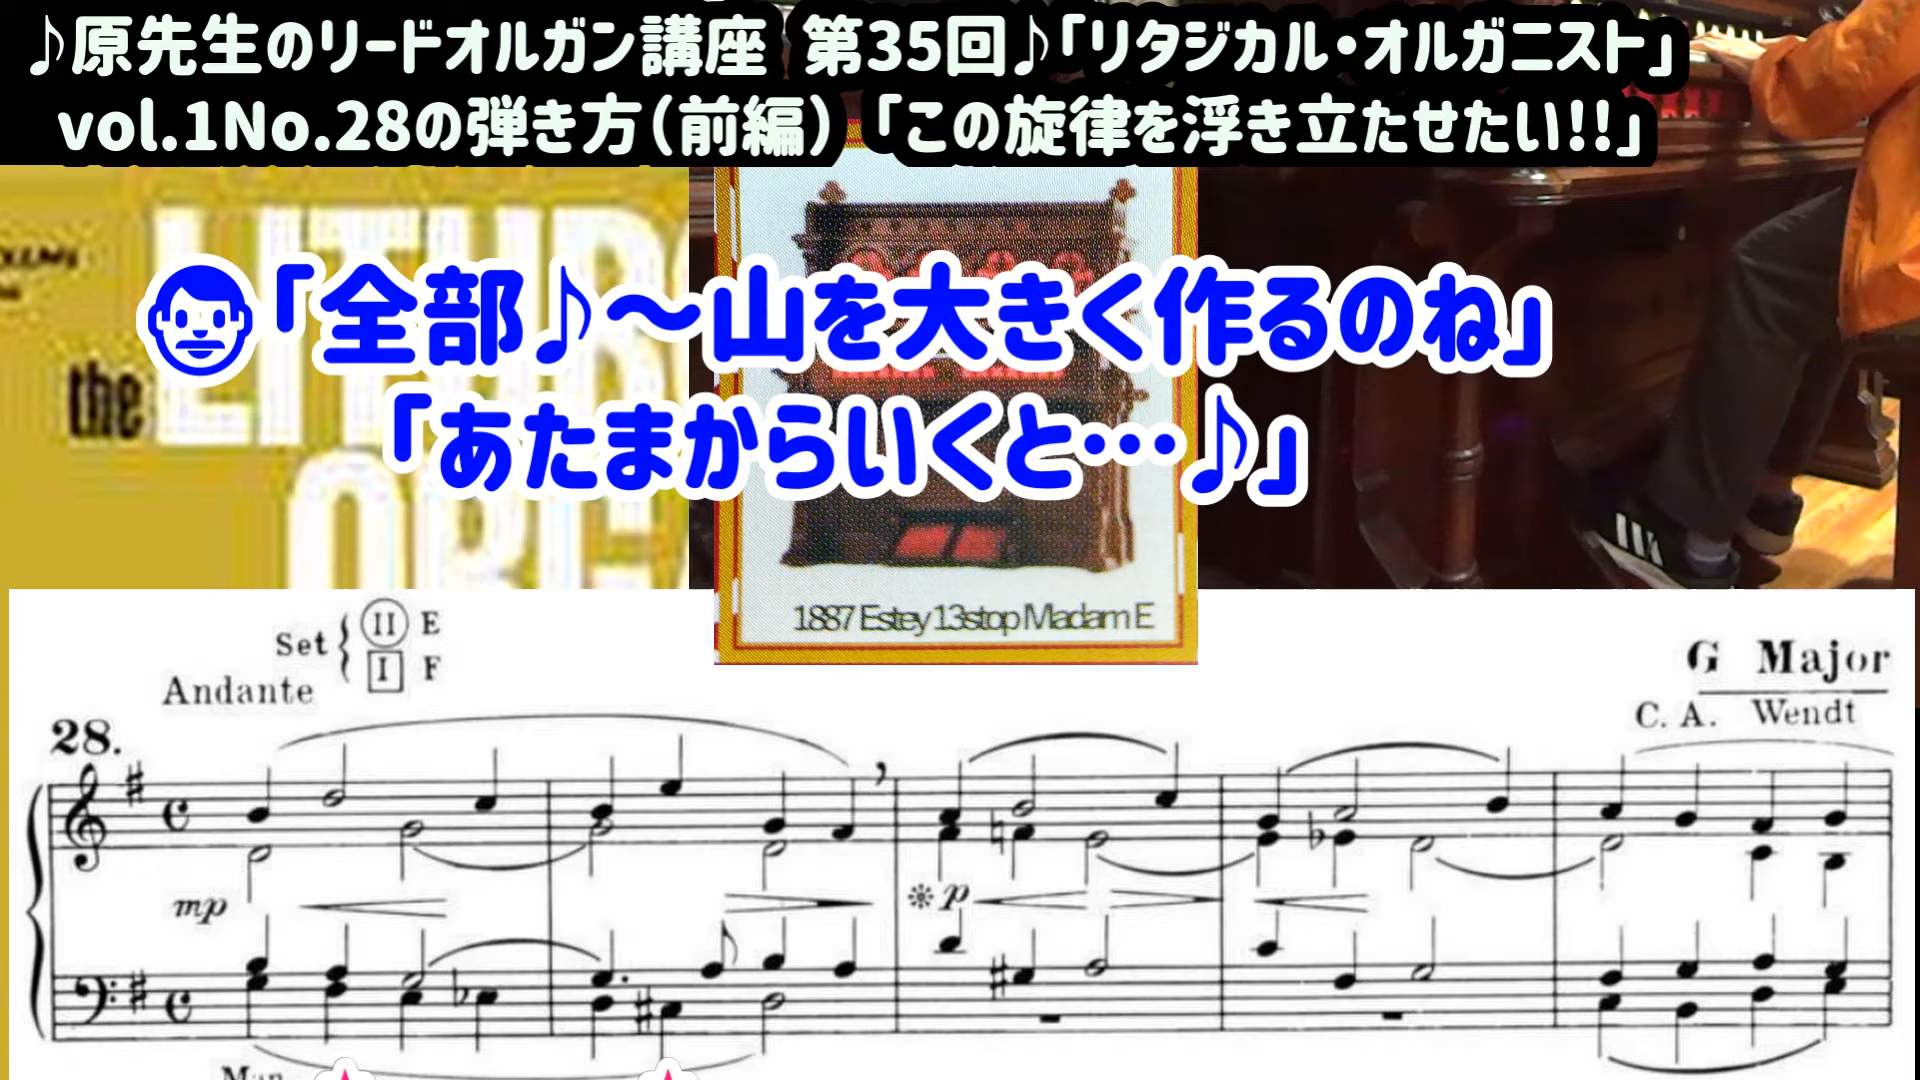 ♪原先生のリードオルガン講座 第35回♪「リタジカル・オルガニスト」
vol.1No.28の弾き方（前編）「この旋律を浮き立たせたい!!」
the
「全部♪～山を大きく作るのね」
「あたまからいくと…♪」
1887 Estey 13stop Madam E
Set { II E
I F
Andante
G Major
C. A. Wendt
28.
mp
p
Man